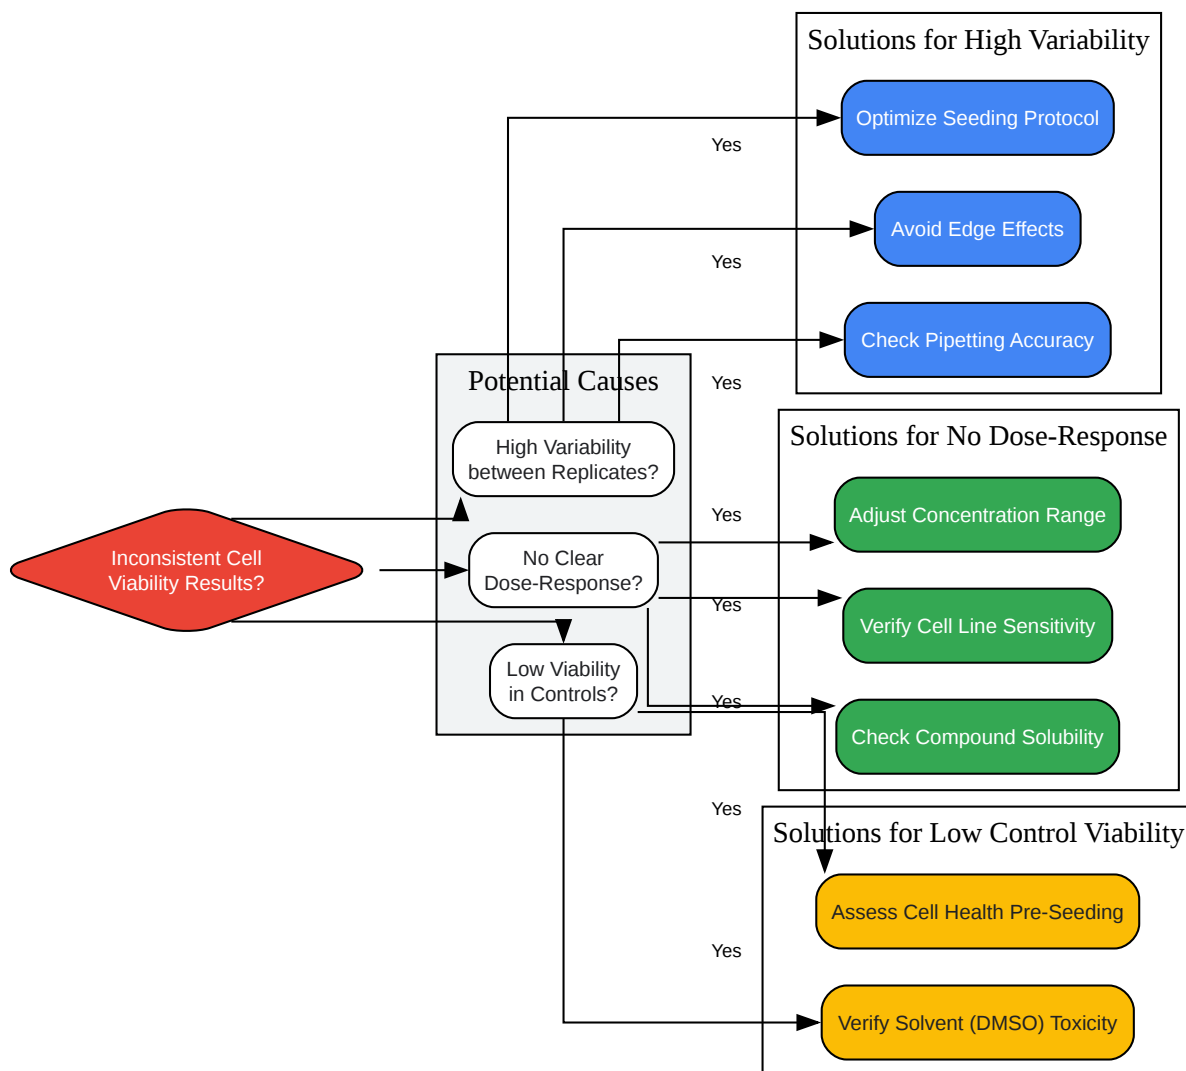 Solutions for High Variability
Optimize Seeding Protocol
Yes
Avoid Edge Effects
Yes
Check Pipetting Accuracy
Yes
Potential Causes
High Variability
between Replicates?
Inconsistent Cell
Viability Results?
No Clear
Dose-Response?
Low Viability
in Controls?
Solutions for No Dose-Response
Yes
Adjust Concentration Range
Yes
Verify Cell Line Sensitivity
Yes
Check Compound Solubility
Yes
Solutions for Low Control Viability
Assess Cell Health Pre-Seeding
Yes
Verify Solvent (DMSO) Toxicity